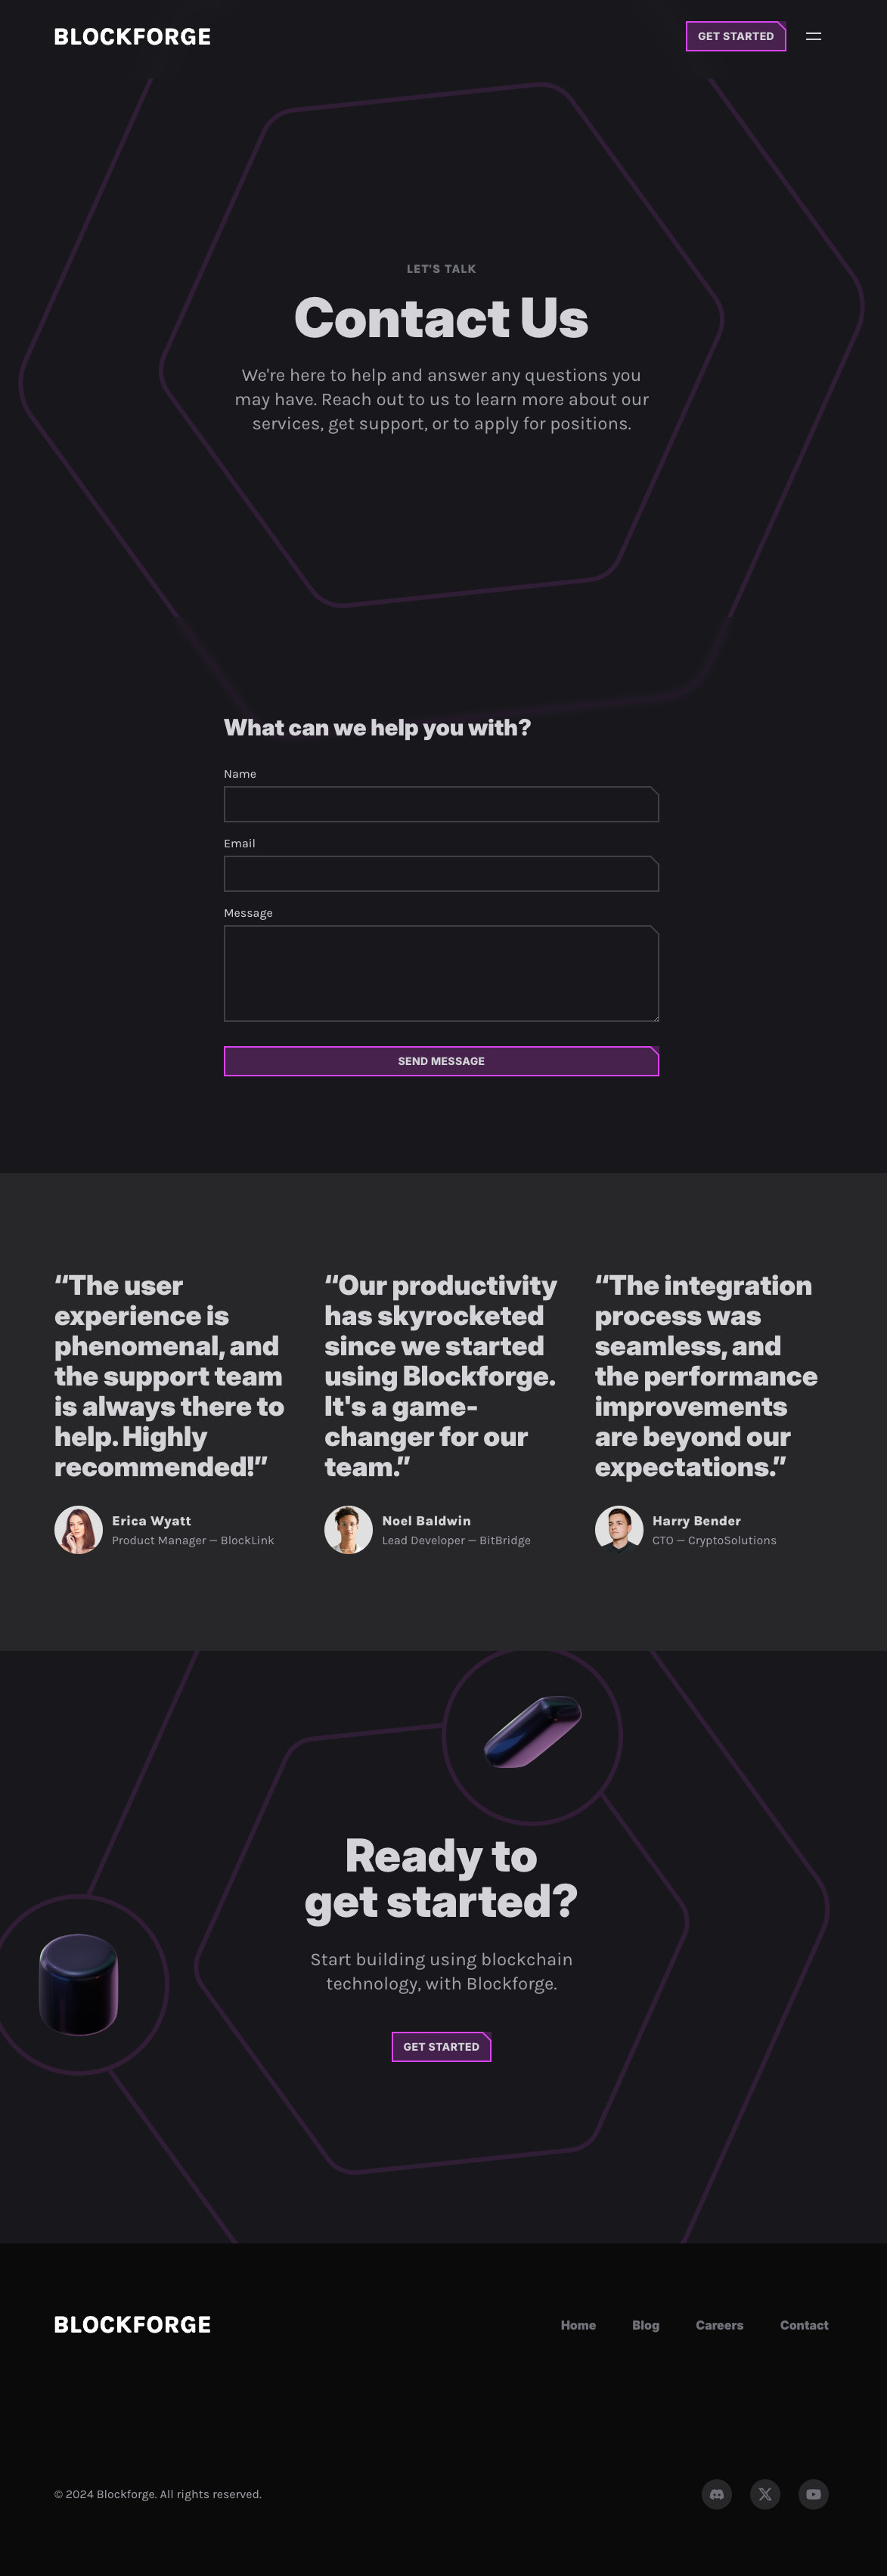 BLOCKFORGE
GET STARTED
LET'S TALK
Contact Us
We're here to help and answer any questions you
may have. Reach out to us to learn more about our
services, get support, or to apply for positions.
What can we help you with?
Name
Email
Message
SEND MESSAGE
“The user
experience is
phenomenal, and
the support team
is always there to
help. Highly
recommended!”
Erica Wyatt
Product Manager — BlockLink
“Our productivity
has skyrocketed
since we started
using Blockforge.
It's a game-
changer for our
team.”
Noel Baldwin
Lead Developer — BitBridge
“The integration
process was
seamless, and
the performance
improvements
are beyond our
expectations.”
Harry Bender
CTO — CryptoSolutions
Ready to
get started?
Start building using blockchain
technology, with Blockforge.
GET STARTED
BLOCKFORGE
Home Blog Careers Contact
© 2024 Blockforge. All rights reserved.